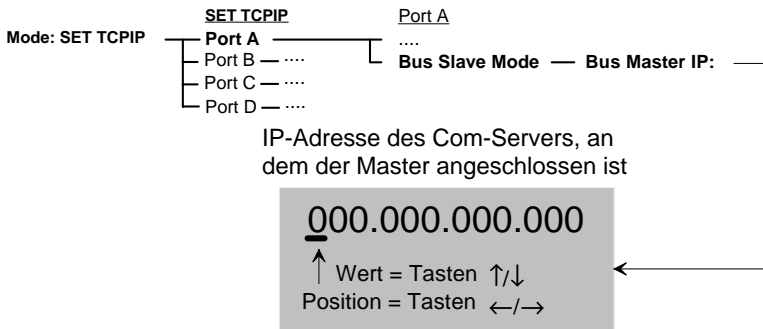 SET TCPIP Port A
Mode: SET TCPIP Port A ....
Port B ···· Bus Slave Mode Bus Master IP:
Port C ····
Port D ····
IP-Adresse des Com-Servers, an
dem der Master angeschlossen ist
000.000.000.000
Wert = Tasten ↑/↓
Position = Tasten ←/→